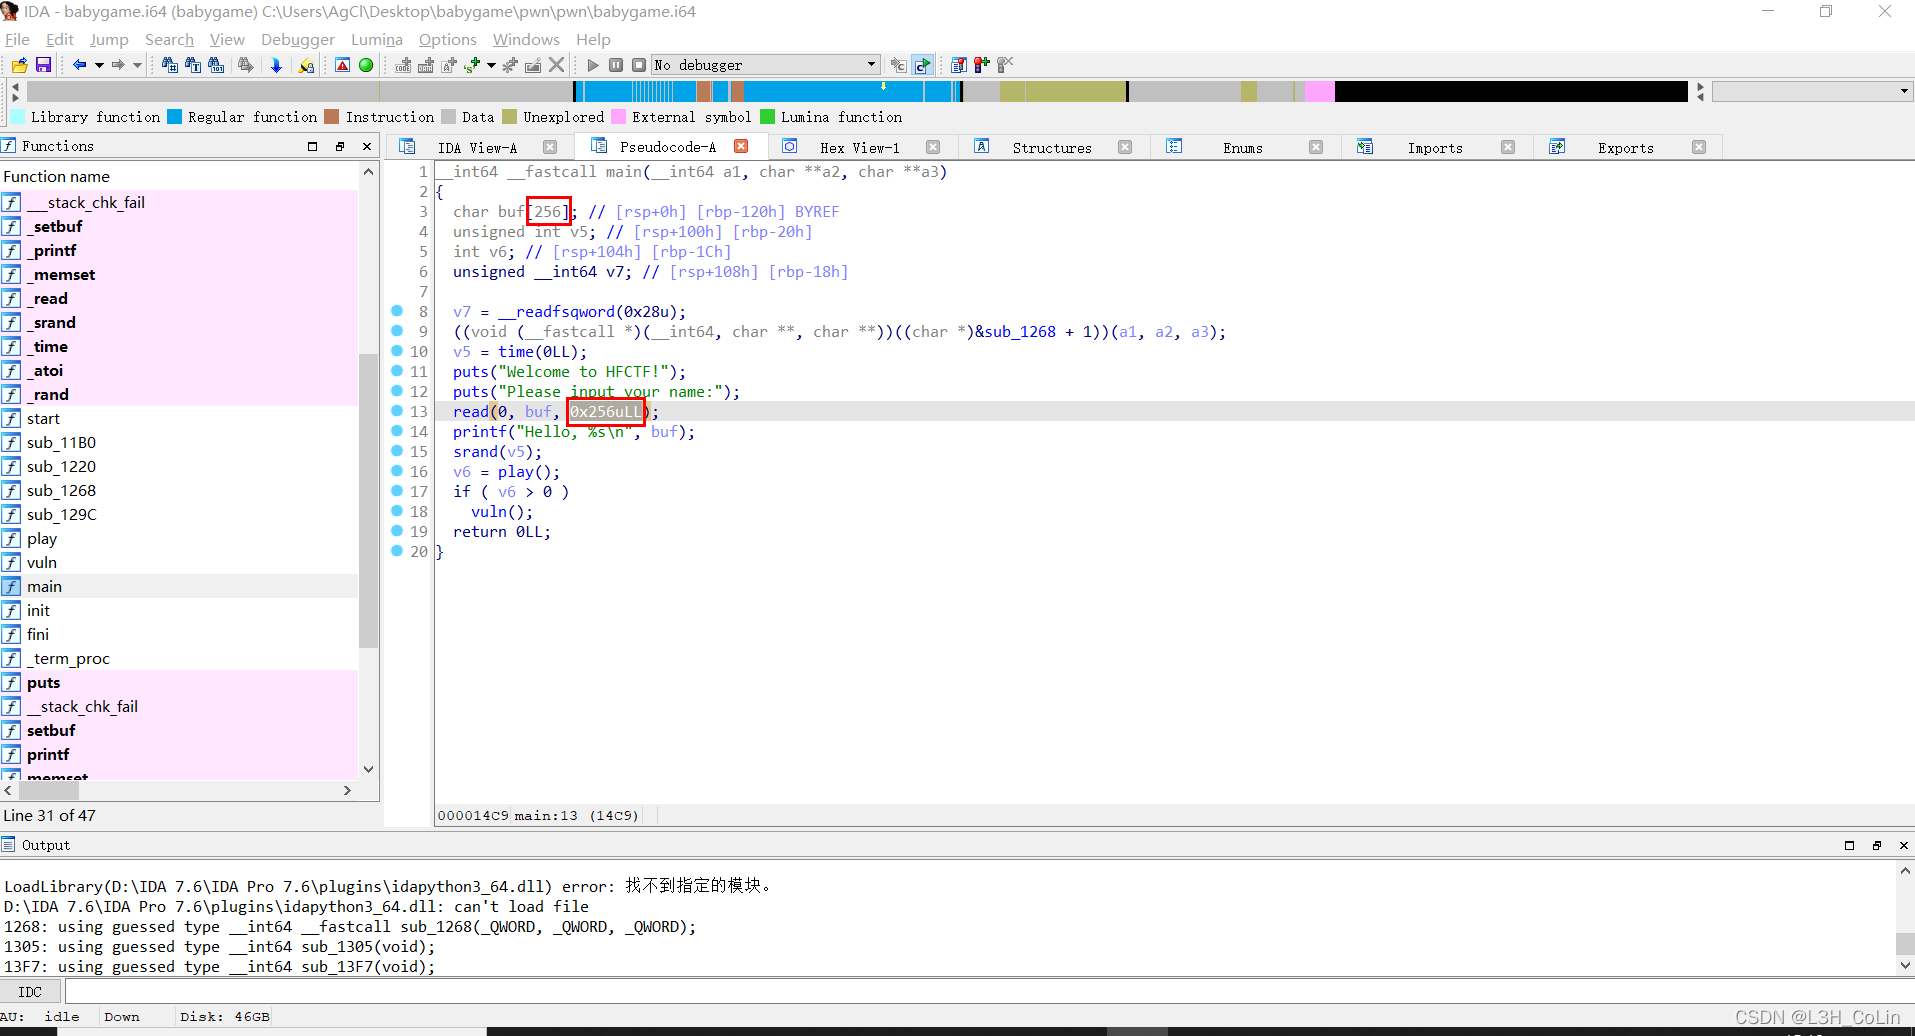 IDA - babygame.i64 (babygame) C:\Users\AgCl\Desktop\babygame\pwn\pwn\babygame.i64
File Edit Jump Search View Debugger Lumina Options Windows Help
No debugger
Library function Regular function Instruction Data Unexplored External symbol Lumina function
Functions
Function name
___stack_chk_fail
_setbuf
_printf
_memset
_read
_srand
_time
_atoi
_rand
start
sub_11B0
sub_1220
sub_1268
sub_129C
play
vuln
main
init
fini
_term_proc
puts
__stack_chk_fail
setbuf
printf
memset
Line 31 of 47
IDA View-A Pseudocode-A Hex View-1 Structures Enums Imports Exports
1 __int64 __fastcall main(__int64 a1, char **a2, char **a3)
2 {
3 char buf[256]; // [rsp+0h] [rbp-120h] BYREF
4 unsigned int v5; // [rsp+100h] [rbp-20h]
5 int v6; // [rsp+104h] [rbp-1Ch]
6 unsigned __int64 v7; // [rsp+108h] [rbp-18h]
7
8 v7 = __readfsqword(0x28u);
9 ((void (__fastcall *)(__int64, char **, char **))((char *)&sub_1268 + 1))(a1, a2, a3);
10 v5 = time(0LL);
11 puts("Welcome to HFCTF!");
12 puts("Please input your name:");
13 read(0, buf, 0x256uLL);
14 printf("Hello, %s\n", buf);
15 srand(v5);
16 v6 = play();
17 if ( v6 > 0 )
18 vuln();
19 return 0LL;
20 }
000014C9 main:13 (14C9)
Output
LoadLibrary(D:\IDA 7.6\IDA Pro 7.6\plugins\idapython3_64.dll) error: 找不到指定的模块。
D:\IDA 7.6\IDA Pro 7.6\plugins\idapython3_64.dll: can't load file
1268: using guessed type __int64 __fastcall sub_1268(_QWORD, _QWORD, _QWORD);
1305: using guessed type __int64 sub_1305(void);
13F7: using guessed type __int64 sub_13F7(void);
IDC
AU: idle Down Disk: 46GB
CSDN @L3H_CoLin